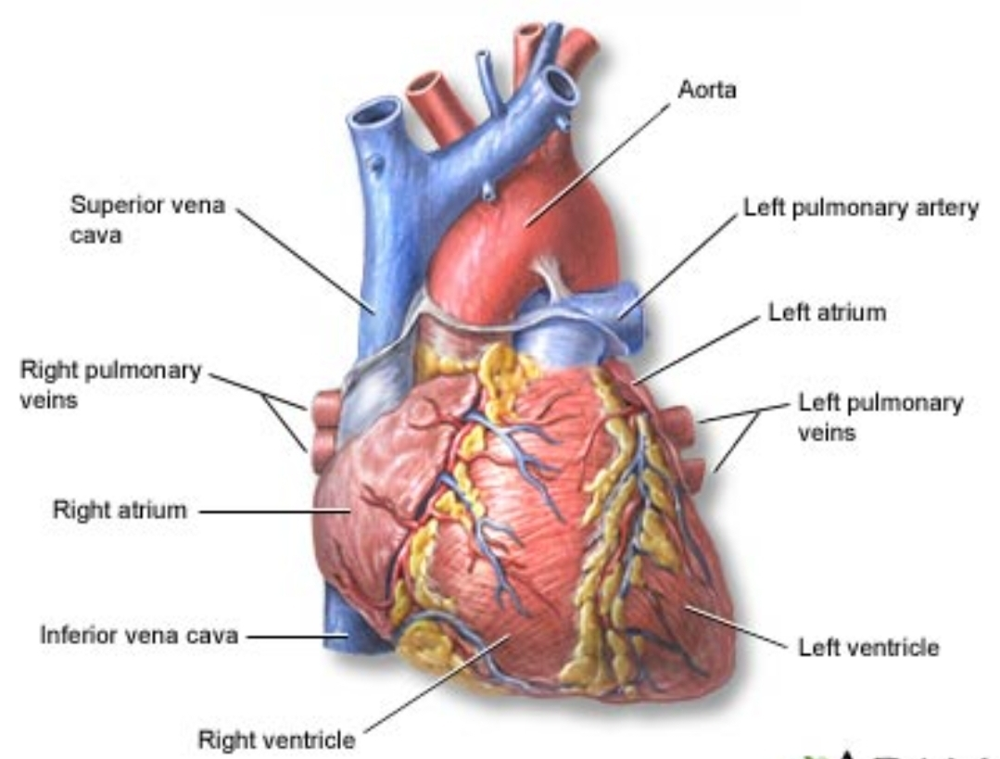 Aorta
Superior vena
cava
Left pulmonary artery
Left atrium
Right pulmonary
veins
Left pulmonary
veins
Right atrium
Inferior vena cava
Left ventricle
Right ventricle